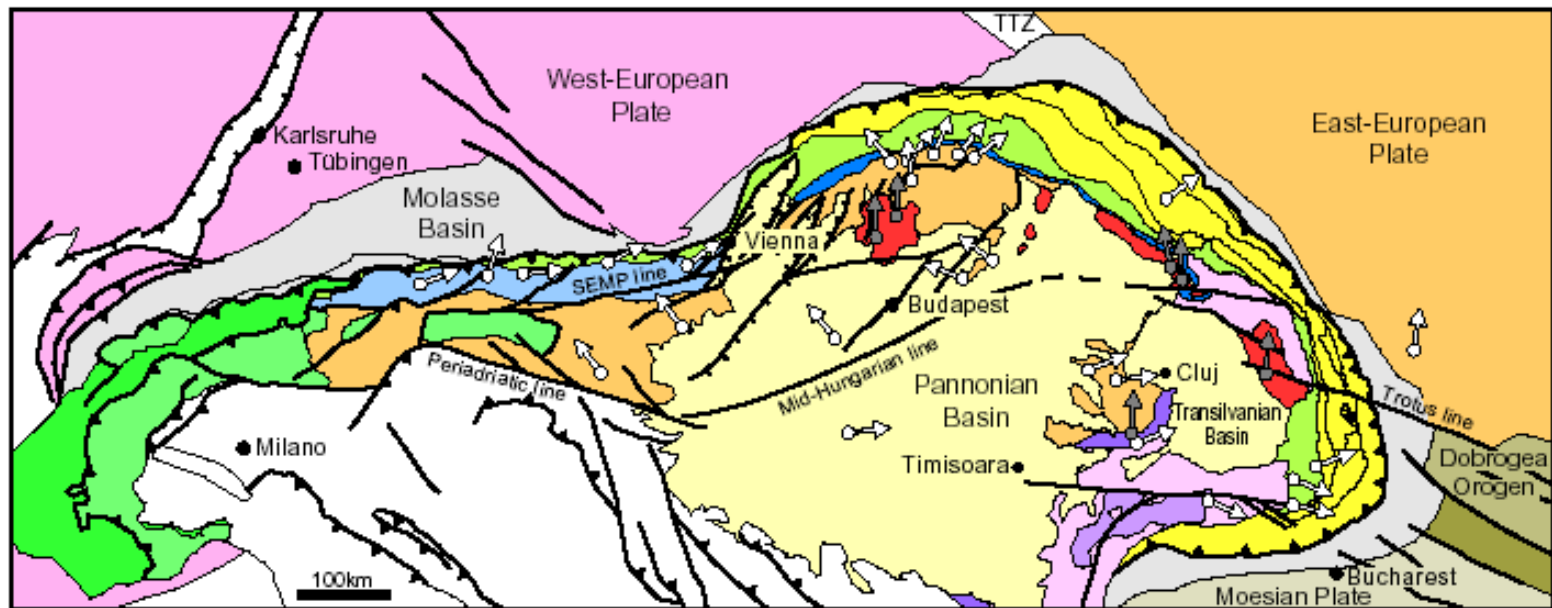 TTZ
West-European
Plate
East-European
Plate
Karlsruhe
Tübingen
Molasse
Basin
Vienna
SEMP line
Budapest
Periadriatic line
Mid-Hungarian line
Pannonian
Basin
Cluj
Transilvanian
Basin
Trotus line
Milano
Timisoara
Dobrogea
Orogen
100km
Bucharest
Moesian Plate